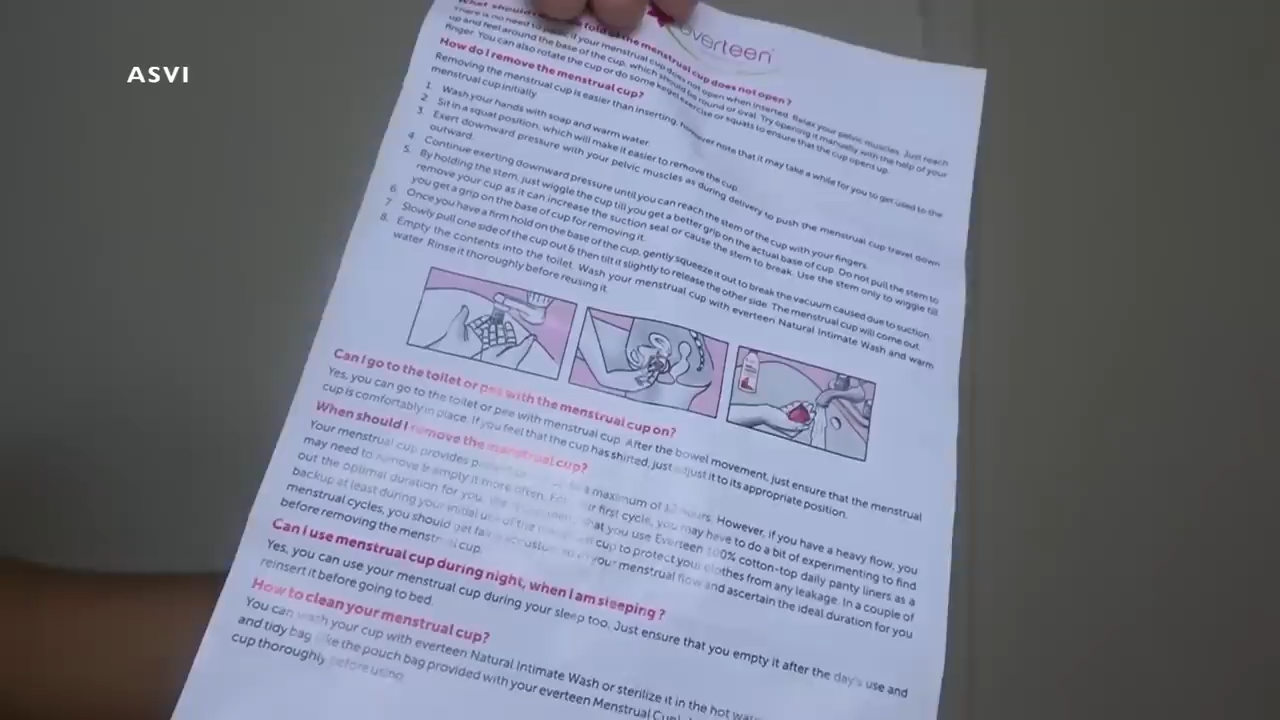 ASVI
everteen
What should I do if the fold of the menstrual cup does not open?
There is no need to panic if your menstrual cup does not open when inserted. Relax your pelvic muscles. Just reach
up and feel around the base of the cup, which should be round or oval. Try opening it manually with the help of your
finger. You can also rotate the cup or do some kegel exercise or squats to ensure that the cup opens up.
How do I remove the menstrual cup?
Removing the menstrual cup is easier than inserting, however note that it may take a while for you to get used to the
menstrual cup initially.
1. Wash your hands with soap and warm water.
2. Sit in a squat position, which will make it easier to remove the cup.
3. Exert downward pressure with your pelvic muscles as during delivery to push the menstrual cup travel down
outward.
4. Continue exerting downward pressure until you can reach the stem of the cup with your fingers.
5. By holding the stem, just wiggle the cup till you get a better grip on the actual base of cup. Do not pull the stem to
remove your cup as it can increase the suction seal or cause the stem to break. Use the stem only to wiggle till
you get a grip on the base of cup for removing it.
6. Once you have a firm hold on the base of the cup, gently squeeze it out to break the vacuum caused due to suction.
7. Slowly pull one side of the cup out & then tilt it slightly to release the other side. The menstrual cup will come out.
8. Empty the contents into the toilet. Wash your menstrual cup with everteen Natural Intimate Wash and warm
water. Rinse it thoroughly before reusing it.
Can I go to the toilet or pee with the menstrual cup on?
Yes, you can go to the toilet or pee with menstrual cup. After the bowel movement, just ensure that the menstrual
cup is comfortably in place. If you feel that the cup has shifted, just adjust it to its appropriate position.
When should I remove the menstrual cup?
Your menstrual cup provides a maximum of 12 hours. However, if you have a heavy flow, you
may need to remove & empty it more often. For your first cycle, you may have to do a bit of experimenting to find
out the optimal duration for you. that you use Everteen 100% cotton-top daily panty liners as a
backup at least during your initial use of the menstrual cup to protect your clothes from any leakage. In a couple of
menstrual cycles, you should get your menstrual flow and ascertain the ideal duration for you
before removing the menstrual cup.
Can I use menstrual cup during night, when I am sleeping?
Yes, you can use your menstrual cup during your sleep too. Just ensure that you empty it after the day's use and
reinsert it before going to bed.
How to clean your menstrual cup?
You can wash your cup with everteen Natural Intimate Wash or sterilize it in the hot
and tidy bag like the pouch bag provided with your everteen Menstrual Cup.
cup thoroughly before using.